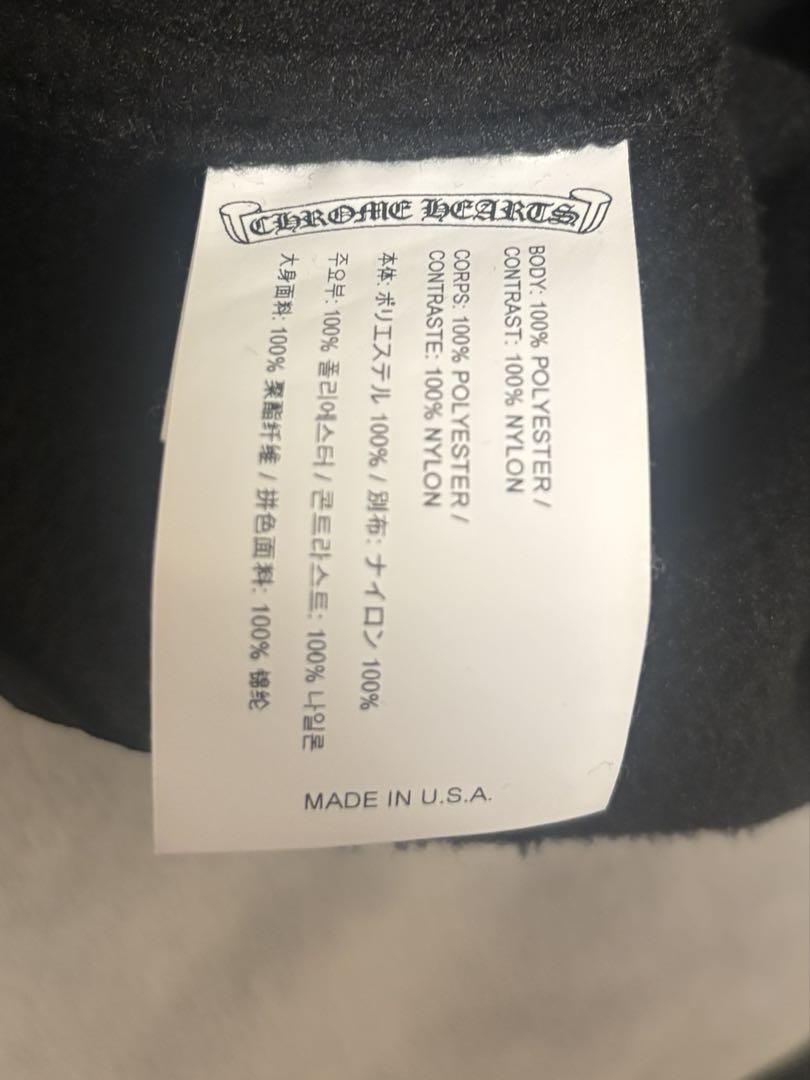 CHROME HEARTS
BODY: 100% POLYESTER /
CONTRAST: 100% NYLON
CORPS: 100% POLYESTER /
CONTRASTE: 100% NYLON
本体: ポリエステル 100% / 別布: ナイロン 100%
주요부: 100% 폴리에스터 / 콘트라스트: 100% 나일론
大身面料: 100% 聚酯纤维 / 拼色面料: 100% 锦纶
MADE IN U.S.A.